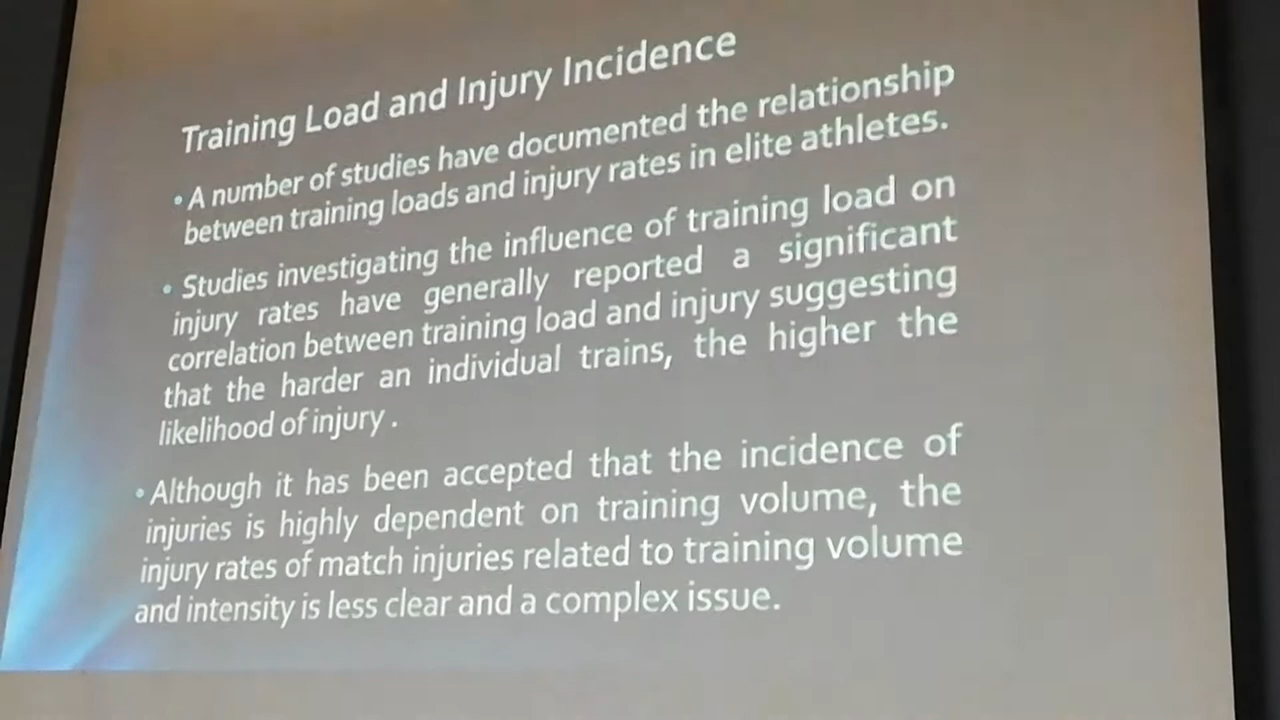 Training Load and Injury Incidence
• A number of studies have documented the relationship
between training loads and injury rates in elite athletes.
• Studies investigating the influence of training load on
injury rates have generally reported a significant
correlation between training load and injury suggesting
that the harder an individual trains, the higher the
likelihood of injury .
• Although it has been accepted that the incidence of
injuries is highly dependent on training volume, the
injury rates of match injuries related to training volume
and intensity is less clear and a complex issue.